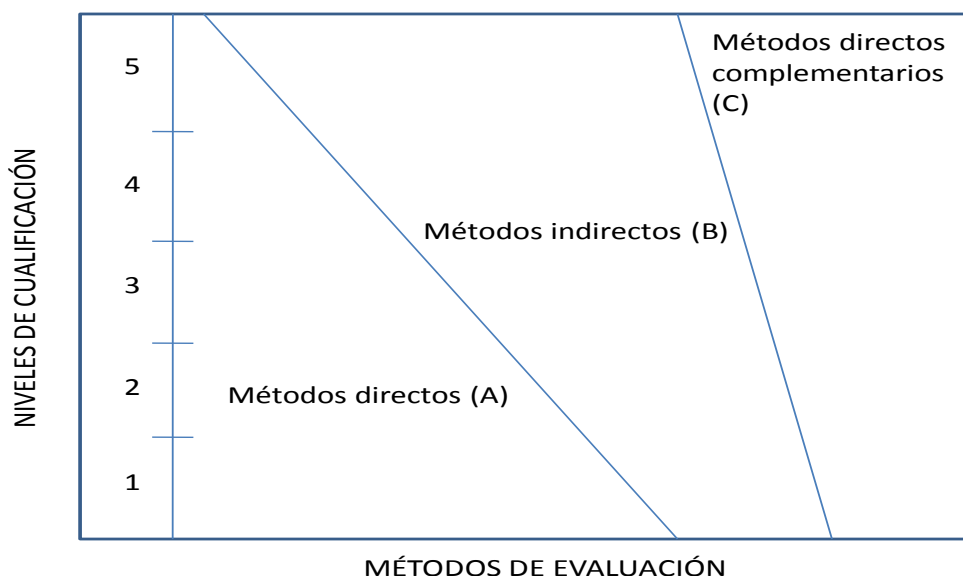 NIVELES DE CUALIFICACIÓN
5
4
3
2
1
Métodos directos
complementarios
(C)
Métodos indirectos (B)
Métodos directos (A)
MÉTODOS DE EVALUACIÓN